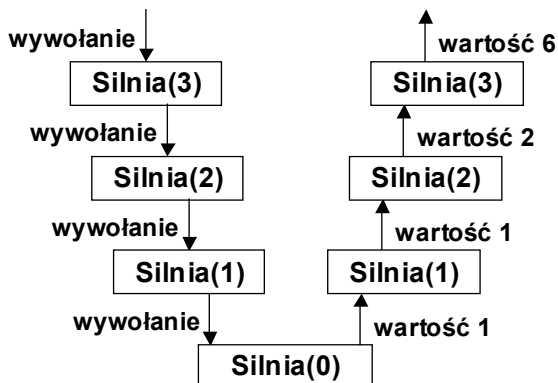 wywołanie
wartość 6
Silnia(3)
Silnia(3)
wywołanie
wartość 2
Silnia(2)
Silnia(2)
wywołanie
wartość 1
Silnia(1)
Silnia(1)
wywołanie
wartość 1
Silnia(0)